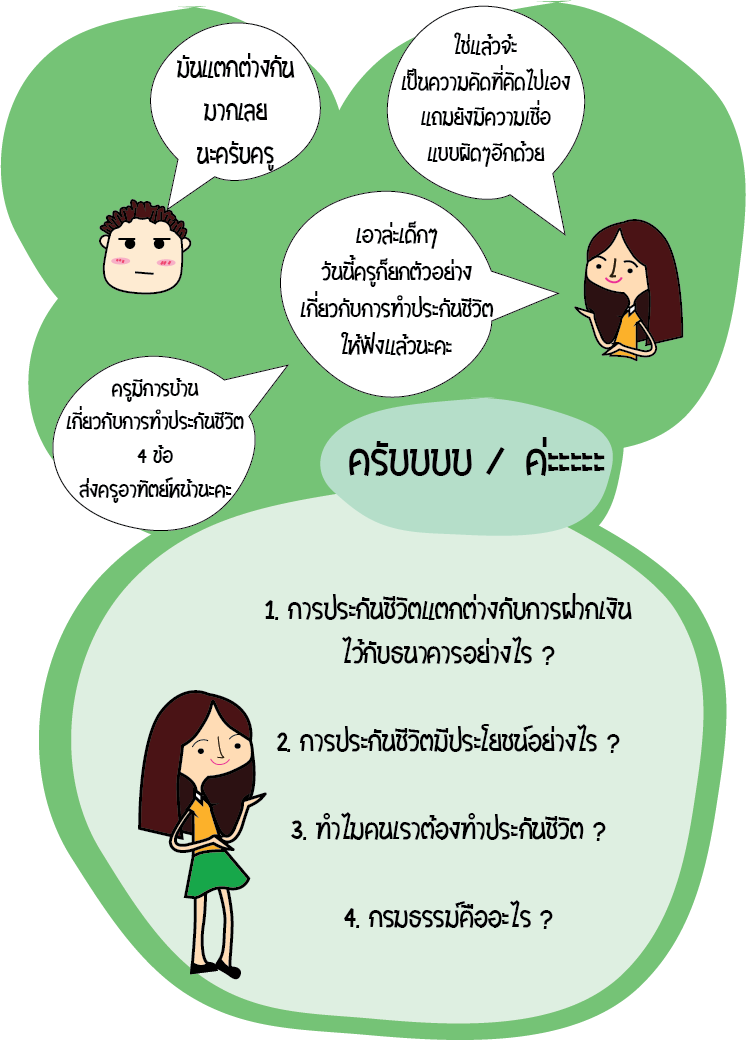 มันแตกต่างกัน
มากเลย
นะครับครู
ใช่แล้วจ้ะ
เป็นความคิดที่คิดไปเอง
แถมยังมีความเชื่อ
แบบผิดๆอีกด้วย
เอาล่ะเด็กๆ
วันนี้ครูก็ยกตัวอย่าง
เกี่ยวกับการทำประกันชีวิต
ให้ฟังแล้วนะคะ
ครูมีการบ้าน
เกี่ยวกับการทำประกันชีวิต
4 ข้อ
ส่งครูอาทิตย์หน้านะคะ
ครับบบบ / ค่ะะะะะ
1. การประกันชีวิตแตกต่างกับการฝากเงิน
ไว้กับธนาคารอย่างไร ?
2. การประกันชีวิตมีประโยชน์อย่างไร ?
3. ทำไมคนเราต้องทำประกันชีวิต ?
4. กรมธรรม์คืออะไร ?